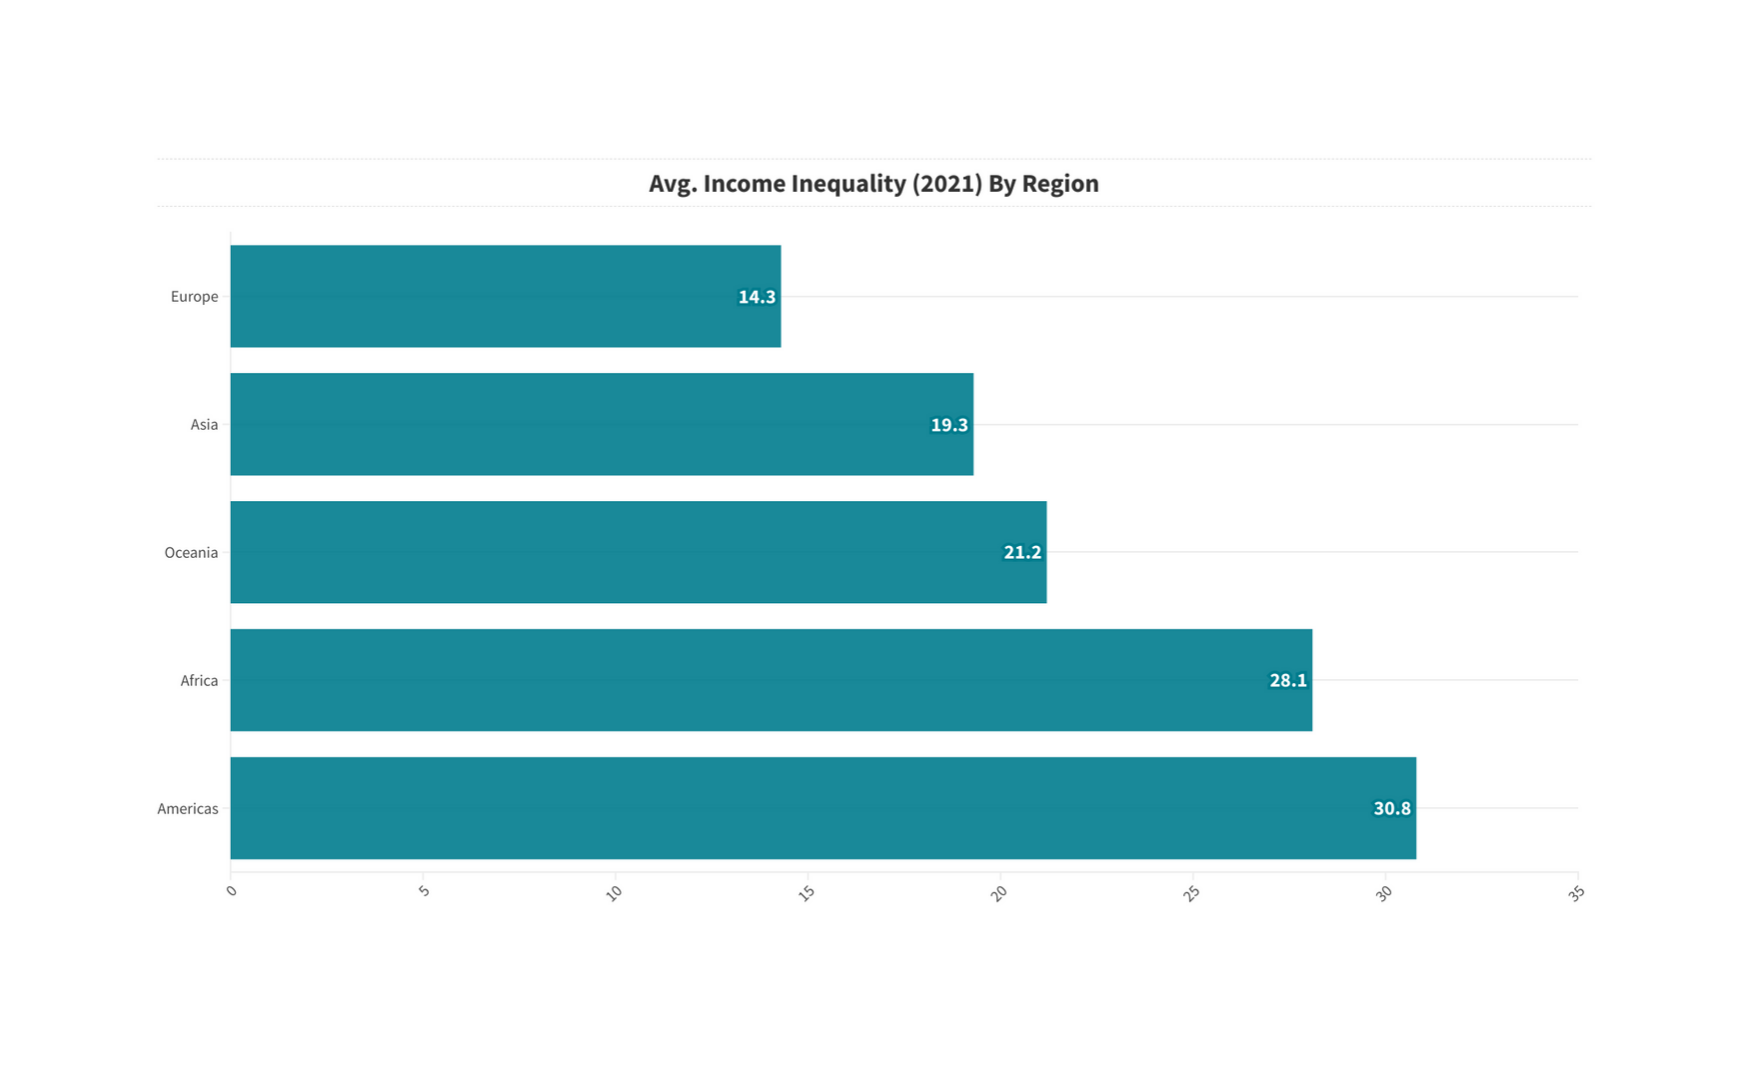 Avg. Income Inequality (2021) By Region
Europe 14.3
Asia 19.3
Oceania 21.2
Africa 28.1
Americas 30.8
0 5 10 15 20 25 30 35